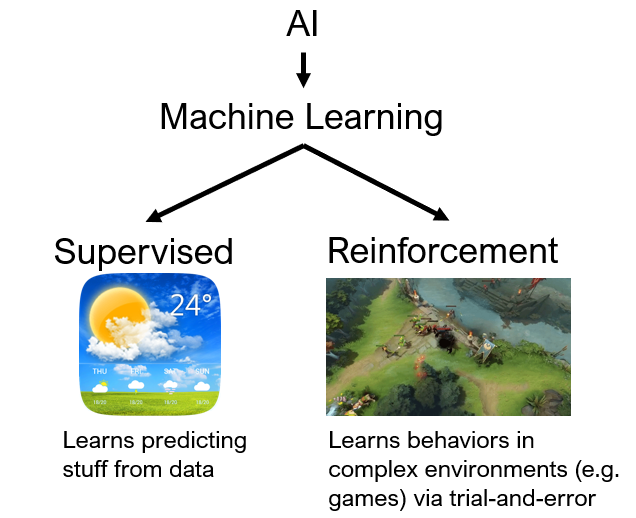 AI
Machine Learning
Supervised
Reinforcement
24°
THU FRI SAT SUN
Learns predicting
stuff from data
Learns behaviors in
complex environments (e.g.
games) via trial-and-error